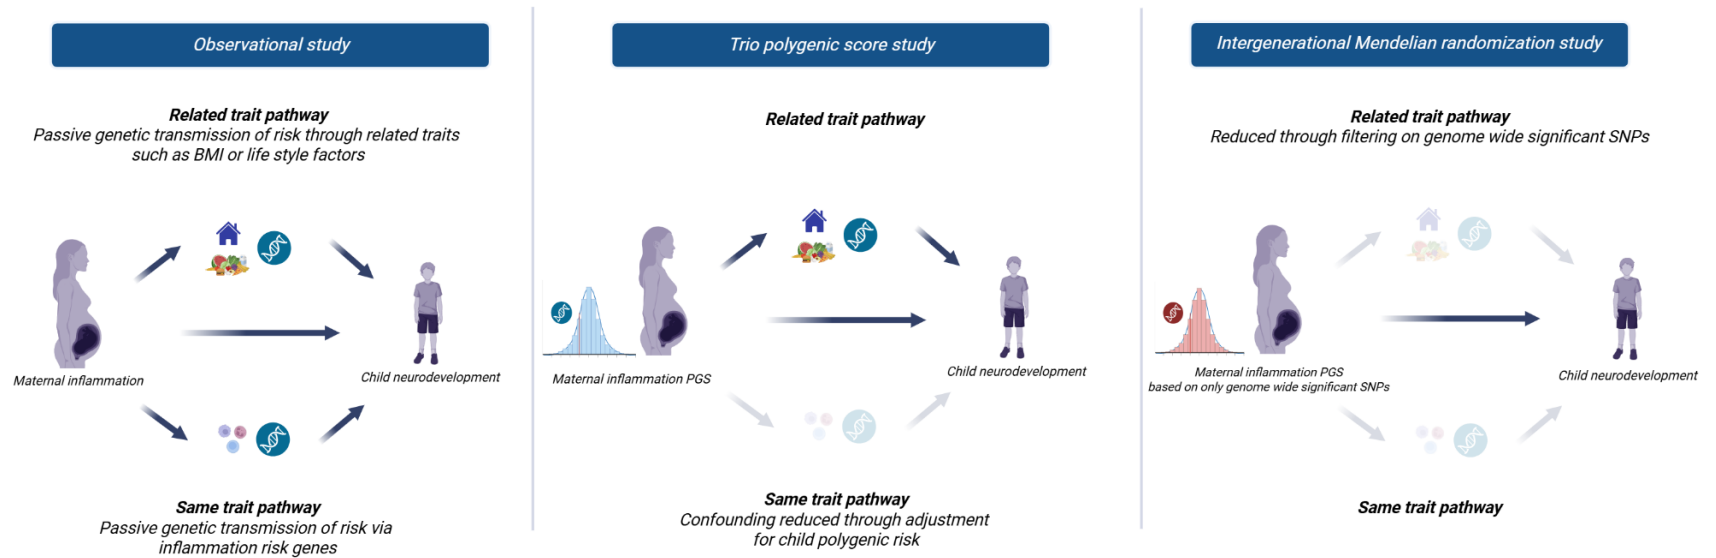 Observational study
Related trait pathway
Passive genetic transmission of risk through related traits
such as BMI or life style factors
Maternal inflammation
Child neurodevelopment
Same trait pathway
Passive genetic transmission of risk via
inflammation risk genes
Trio polygenic score study
Related trait pathway
Maternal inflammation PGS
Child neurodevelopment
Same trait pathway
Confounding reduced through adjustment
for child polygenic risk
Intergenerational Mendelian randomization study
Related trait pathway
Reduced through filtering on genome wide significant SNPs
Maternal inflammation PGS
based on only genome wide significant SNPs
Child neurodevelopment
Same trait pathway